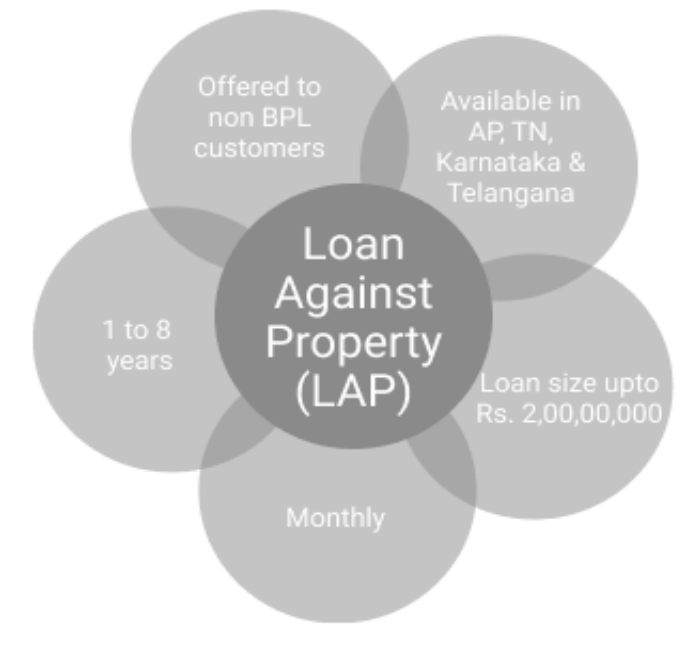 Offered to
non BPL
customers
Available in
AP, TN,
Karnataka &
Telangana
Loan
Against
Property
(LAP)
1 to 8
years
Loan size upto
Rs. 2,00,00,000
Monthly